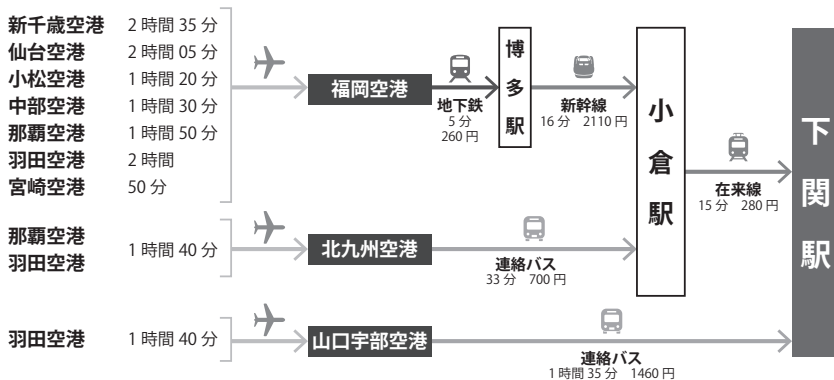 新千歳空港 2時間35分
仙台空港 2時間05分
小松空港 1時間20分
中部空港 1時間30分
那覇空港 1時間50分
羽田空港 2時間
宮崎空港 50分
福岡空港
地下鉄
5分
260円
博多駅
新幹線
16分 2110円
小倉駅
在来線
15分 280円
下関駅
那覇空港
羽田空港
1時間40分
北九州空港
連絡バス
33分 700円
羽田空港 1時間40分
山口宇部空港
連絡バス
1時間35分 1460円